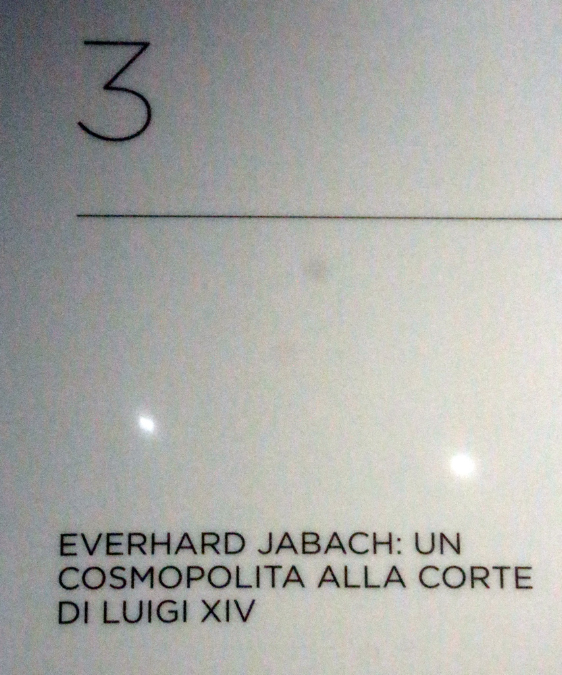 3
EVERHARD JABACH: UN
COSMOPOLITA ALLA CORTE
DI LUIGI XIV